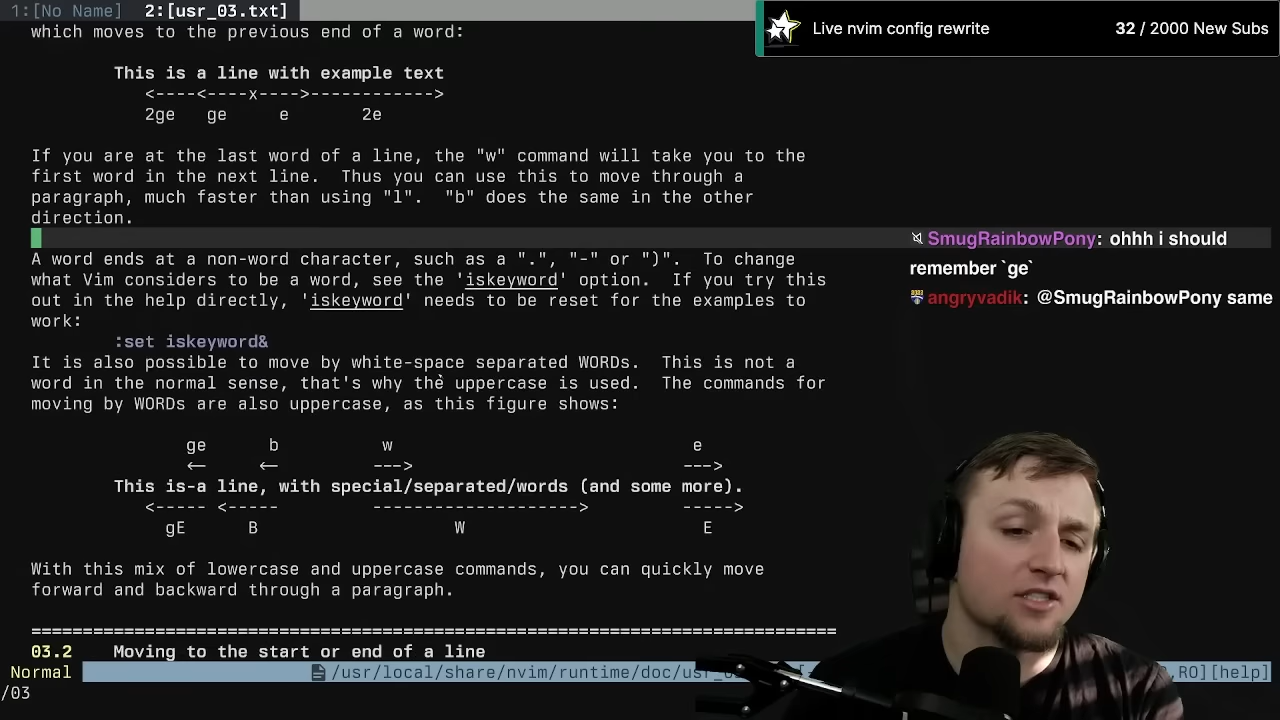 1:[No Name]  2:[usr_03.txt]
Live nvim config rewrite 32 / 2000 New Subs
which moves to the previous end of a word:
This is a line with example text
<----<----x---->------------>
2ge ge e 2e
If you are at the last word of a line, the "w" command will take you to the
first word in the next line.  Thus you can use this to move through a
paragraph, much faster than using "l".  "b" does the same in the other
direction.
SmugRainbowPony: ohhh i should
remember `ge`
angryvadik: @SmugRainbowPony same
A word ends at a non-word character, such as a ".", "-" or ")".  To change
what Vim considers to be a word, see the 'iskeyword' option.  If you try this
out in the help directly, 'iskeyword' needs to be reset for the examples to
work:
:set iskeyword&
It is also possible to move by white-space separated WORDs.  This is not a
word in the normal sense, that's why the uppercase is used.  The commands for
moving by WORDs are also uppercase, as this figure shows:
ge b w e
<-- <-- ---> --->
This is-a line, with special/separated/words (and some more).
<----- <----- --------------------> ----->
gE B W E
With this mix of lowercase and uppercase commands, you can quickly move
forward and backward through a paragraph.
==============================================================================
03.2 Moving to the start or end of a line
Normal /usr/local/share/nvim/runtime/doc/us ,RO][help]
/03